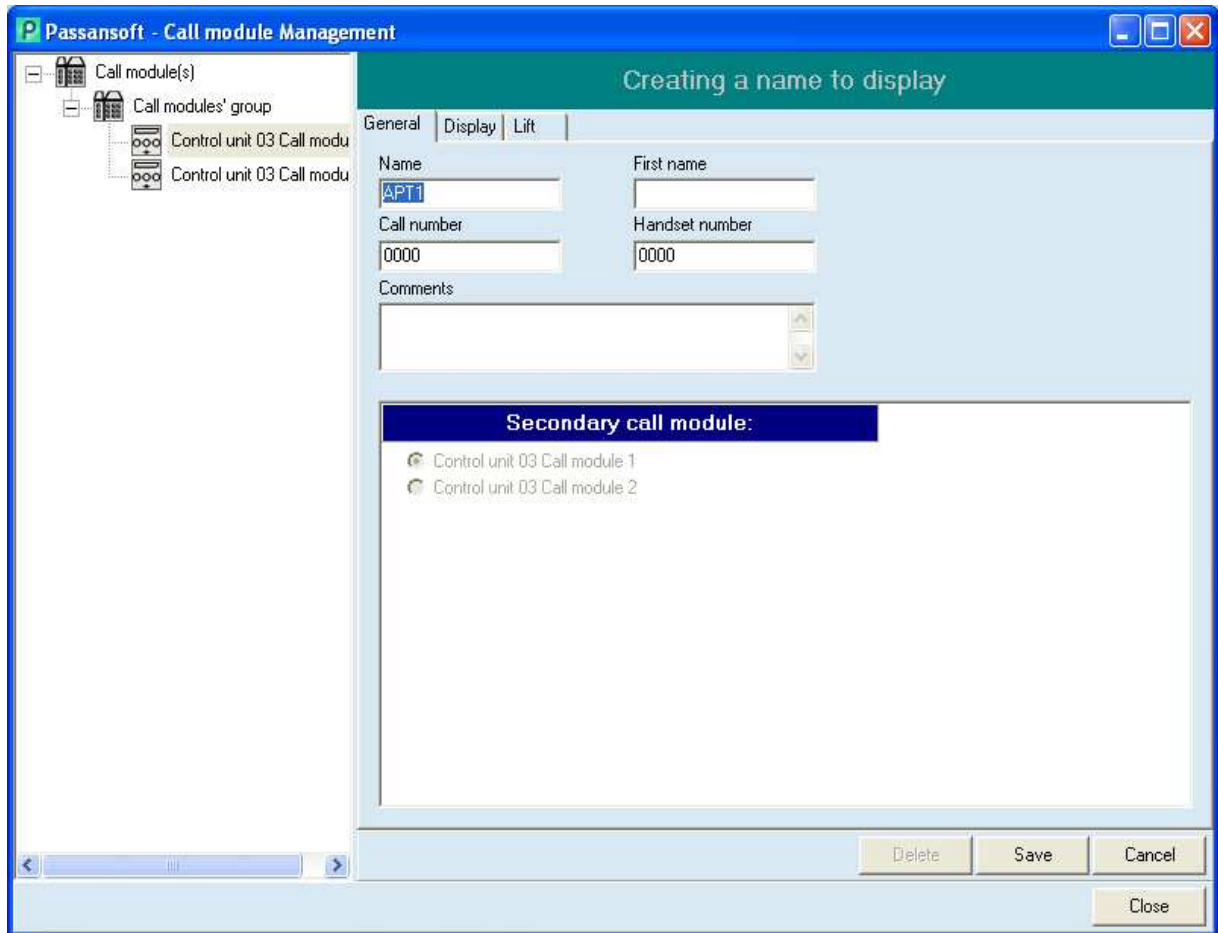 Passansoft - Call module Management
Call module(s)
Call modules' group
Control unit 03 Call modu
Control unit 03 Call modu
Creating a name to display
General Display Lift
Name First name
APT1
Call number Handset number
0000 0000
Comments
Secondary call module:
Control unit 03 Call module 1
Control unit 03 Call module 2
Delete Save Cancel
Close